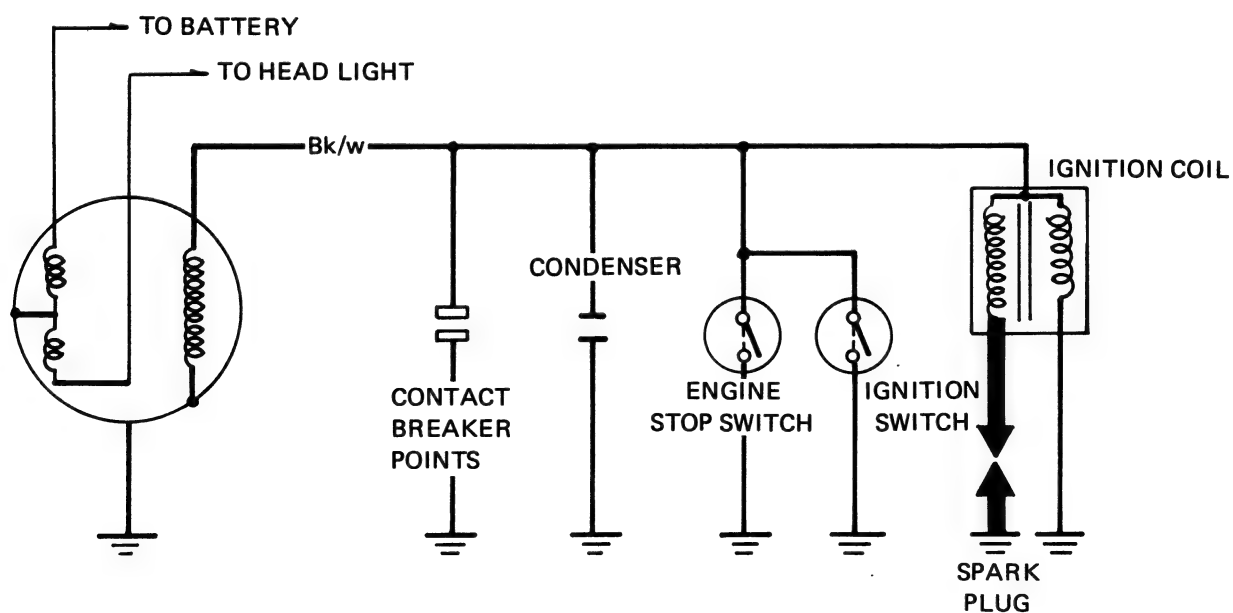 TO BATTERY
TO HEAD LIGHT
Bk/w
IGNITION COIL
CONDENSER
CONTACT
BREAKER
POINTS
ENGINE
STOP SWITCH
IGNITION
SWITCH
SPARK
PLUG